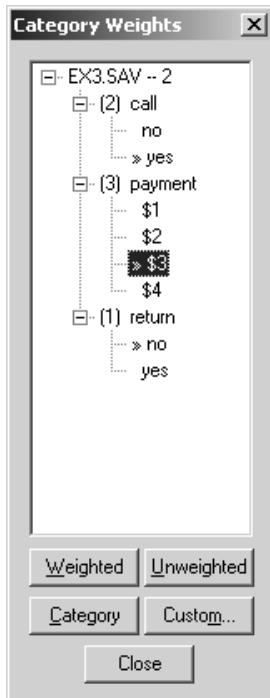 Category Weights
EX3.SAV -- 2
(2) call
no
» yes
(3) payment
$1
$2
» $3
$4
(1) return
» no
yes
Weighted Unweighted
Category Custom...
Close